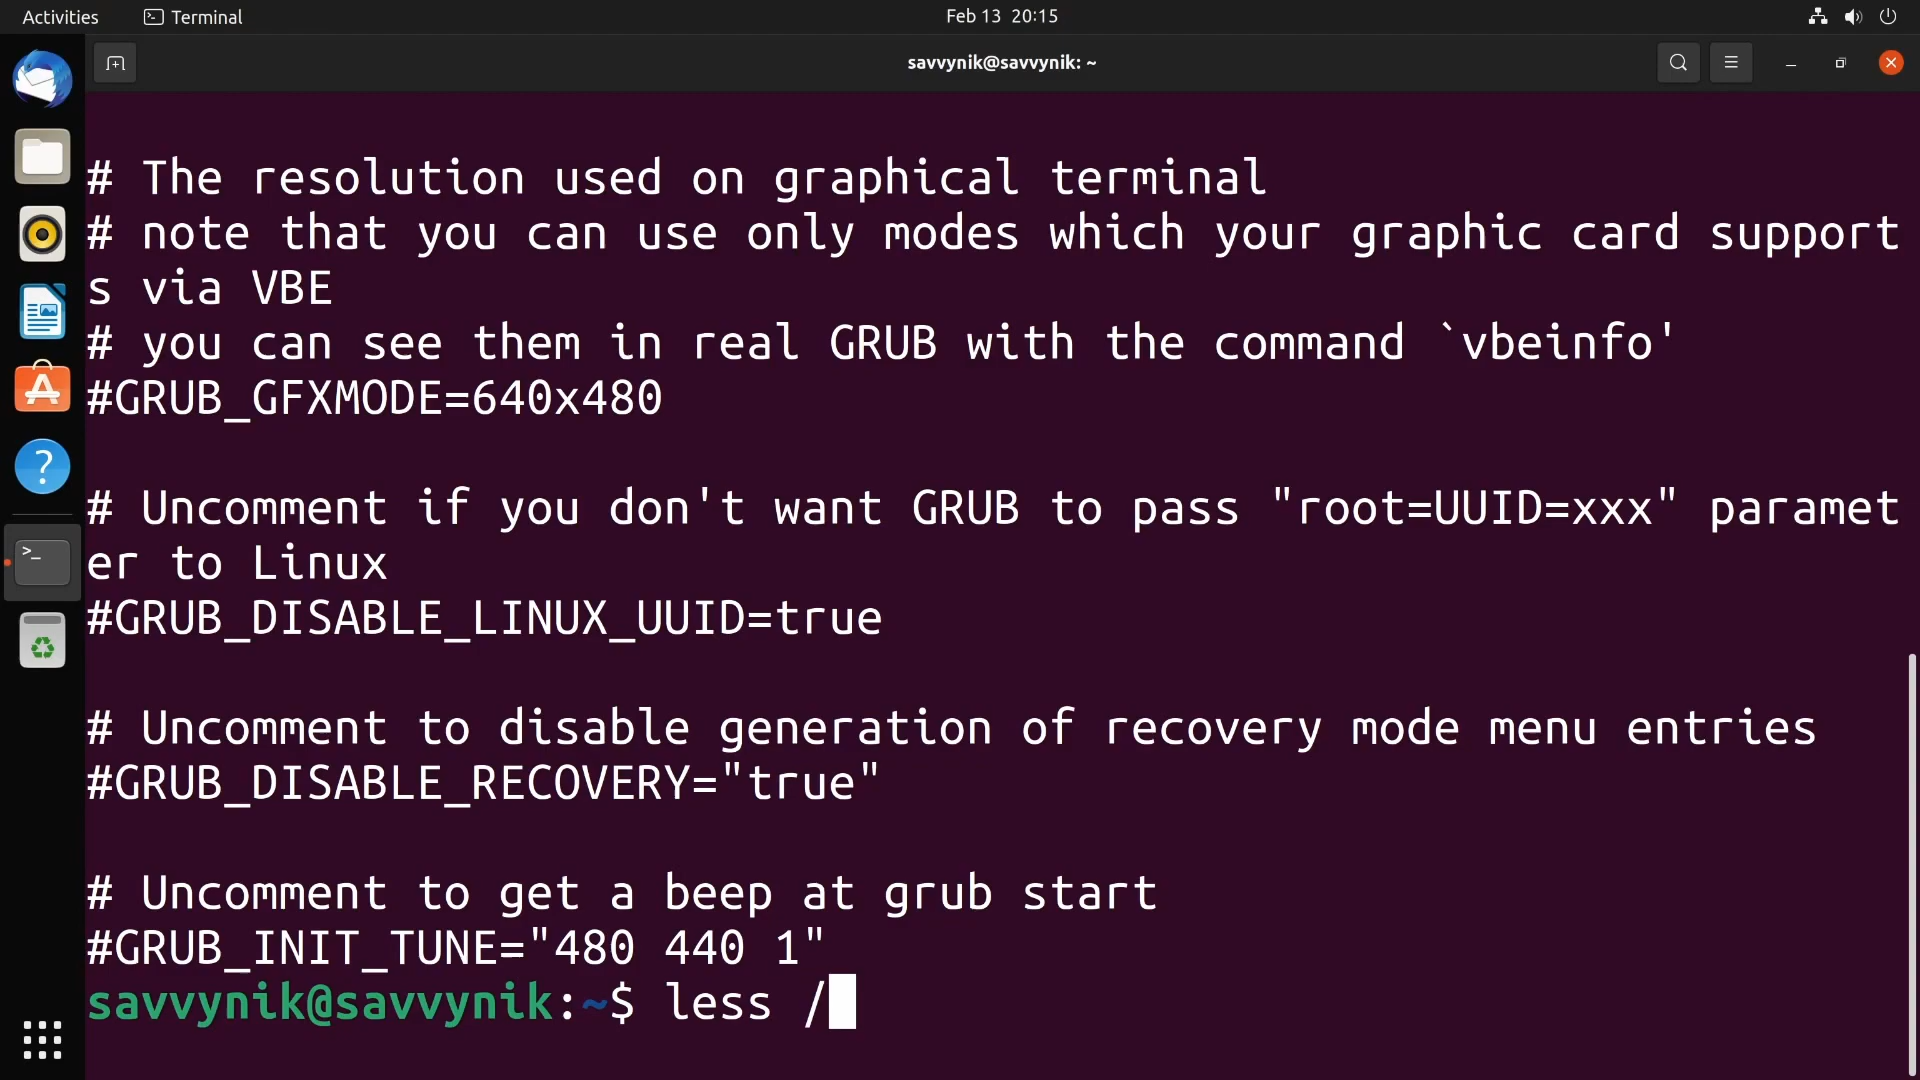 Activities Terminal Feb 13 20:15
savvynik@savvynik: ~
# The resolution used on graphical terminal
# note that you can use only modes which your graphic card support
s via VBE
# you can see them in real GRUB with the command `vbeinfo'
#GRUB_GFXMODE=640x480
# Uncomment if you don't want GRUB to pass "root=UUID=xxx" paramet
er to Linux
#GRUB_DISABLE_LINUX_UUID=true
# Uncomment to disable generation of recovery mode menu entries
#GRUB_DISABLE_RECOVERY="true"
# Uncomment to get a beep at grub start
#GRUB_INIT_TUNE="480 440 1"
savvynik@savvynik:~$ less /